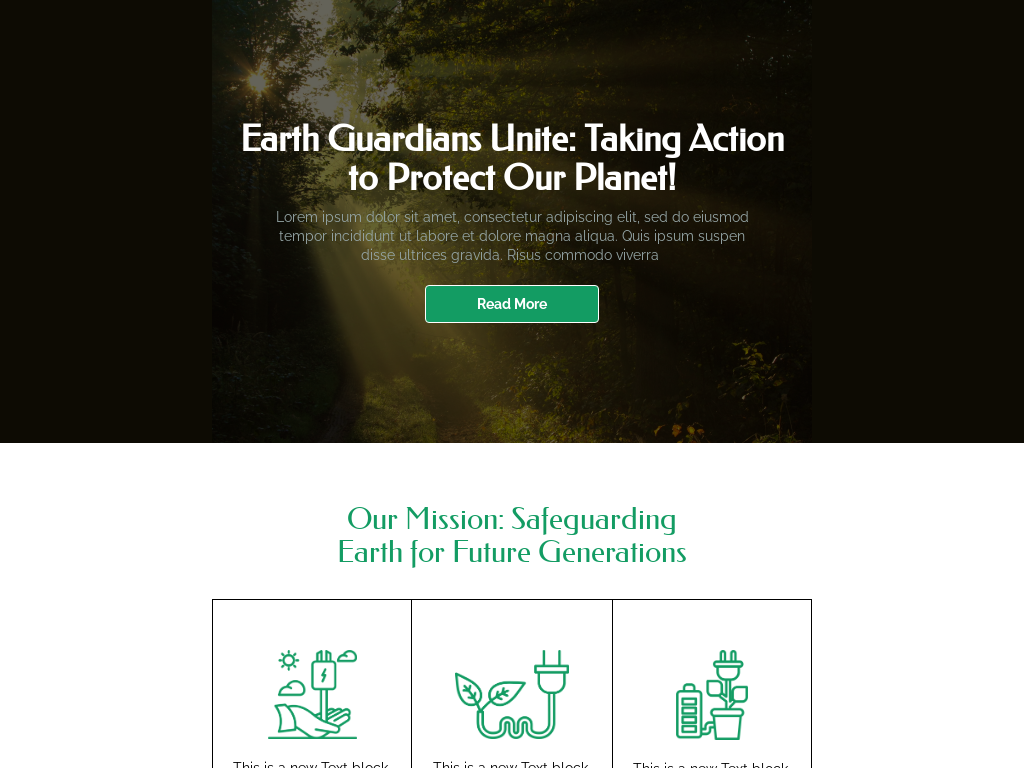 Earth Guardians Unite: Taking Action
to Protect Our Planet!
Lorem ipsum dolor sit amet, consectetur adipiscing elit, sed do eiusmod
tempor incididunt ut labore et dolore magna aliqua. Quis ipsum suspen
disse ultrices gravida. Risus commodo viverra
Read More
Our Mission: Safeguarding
Earth for Future Generations
This is a new Text block
This is a new Text block
This is a new Text block